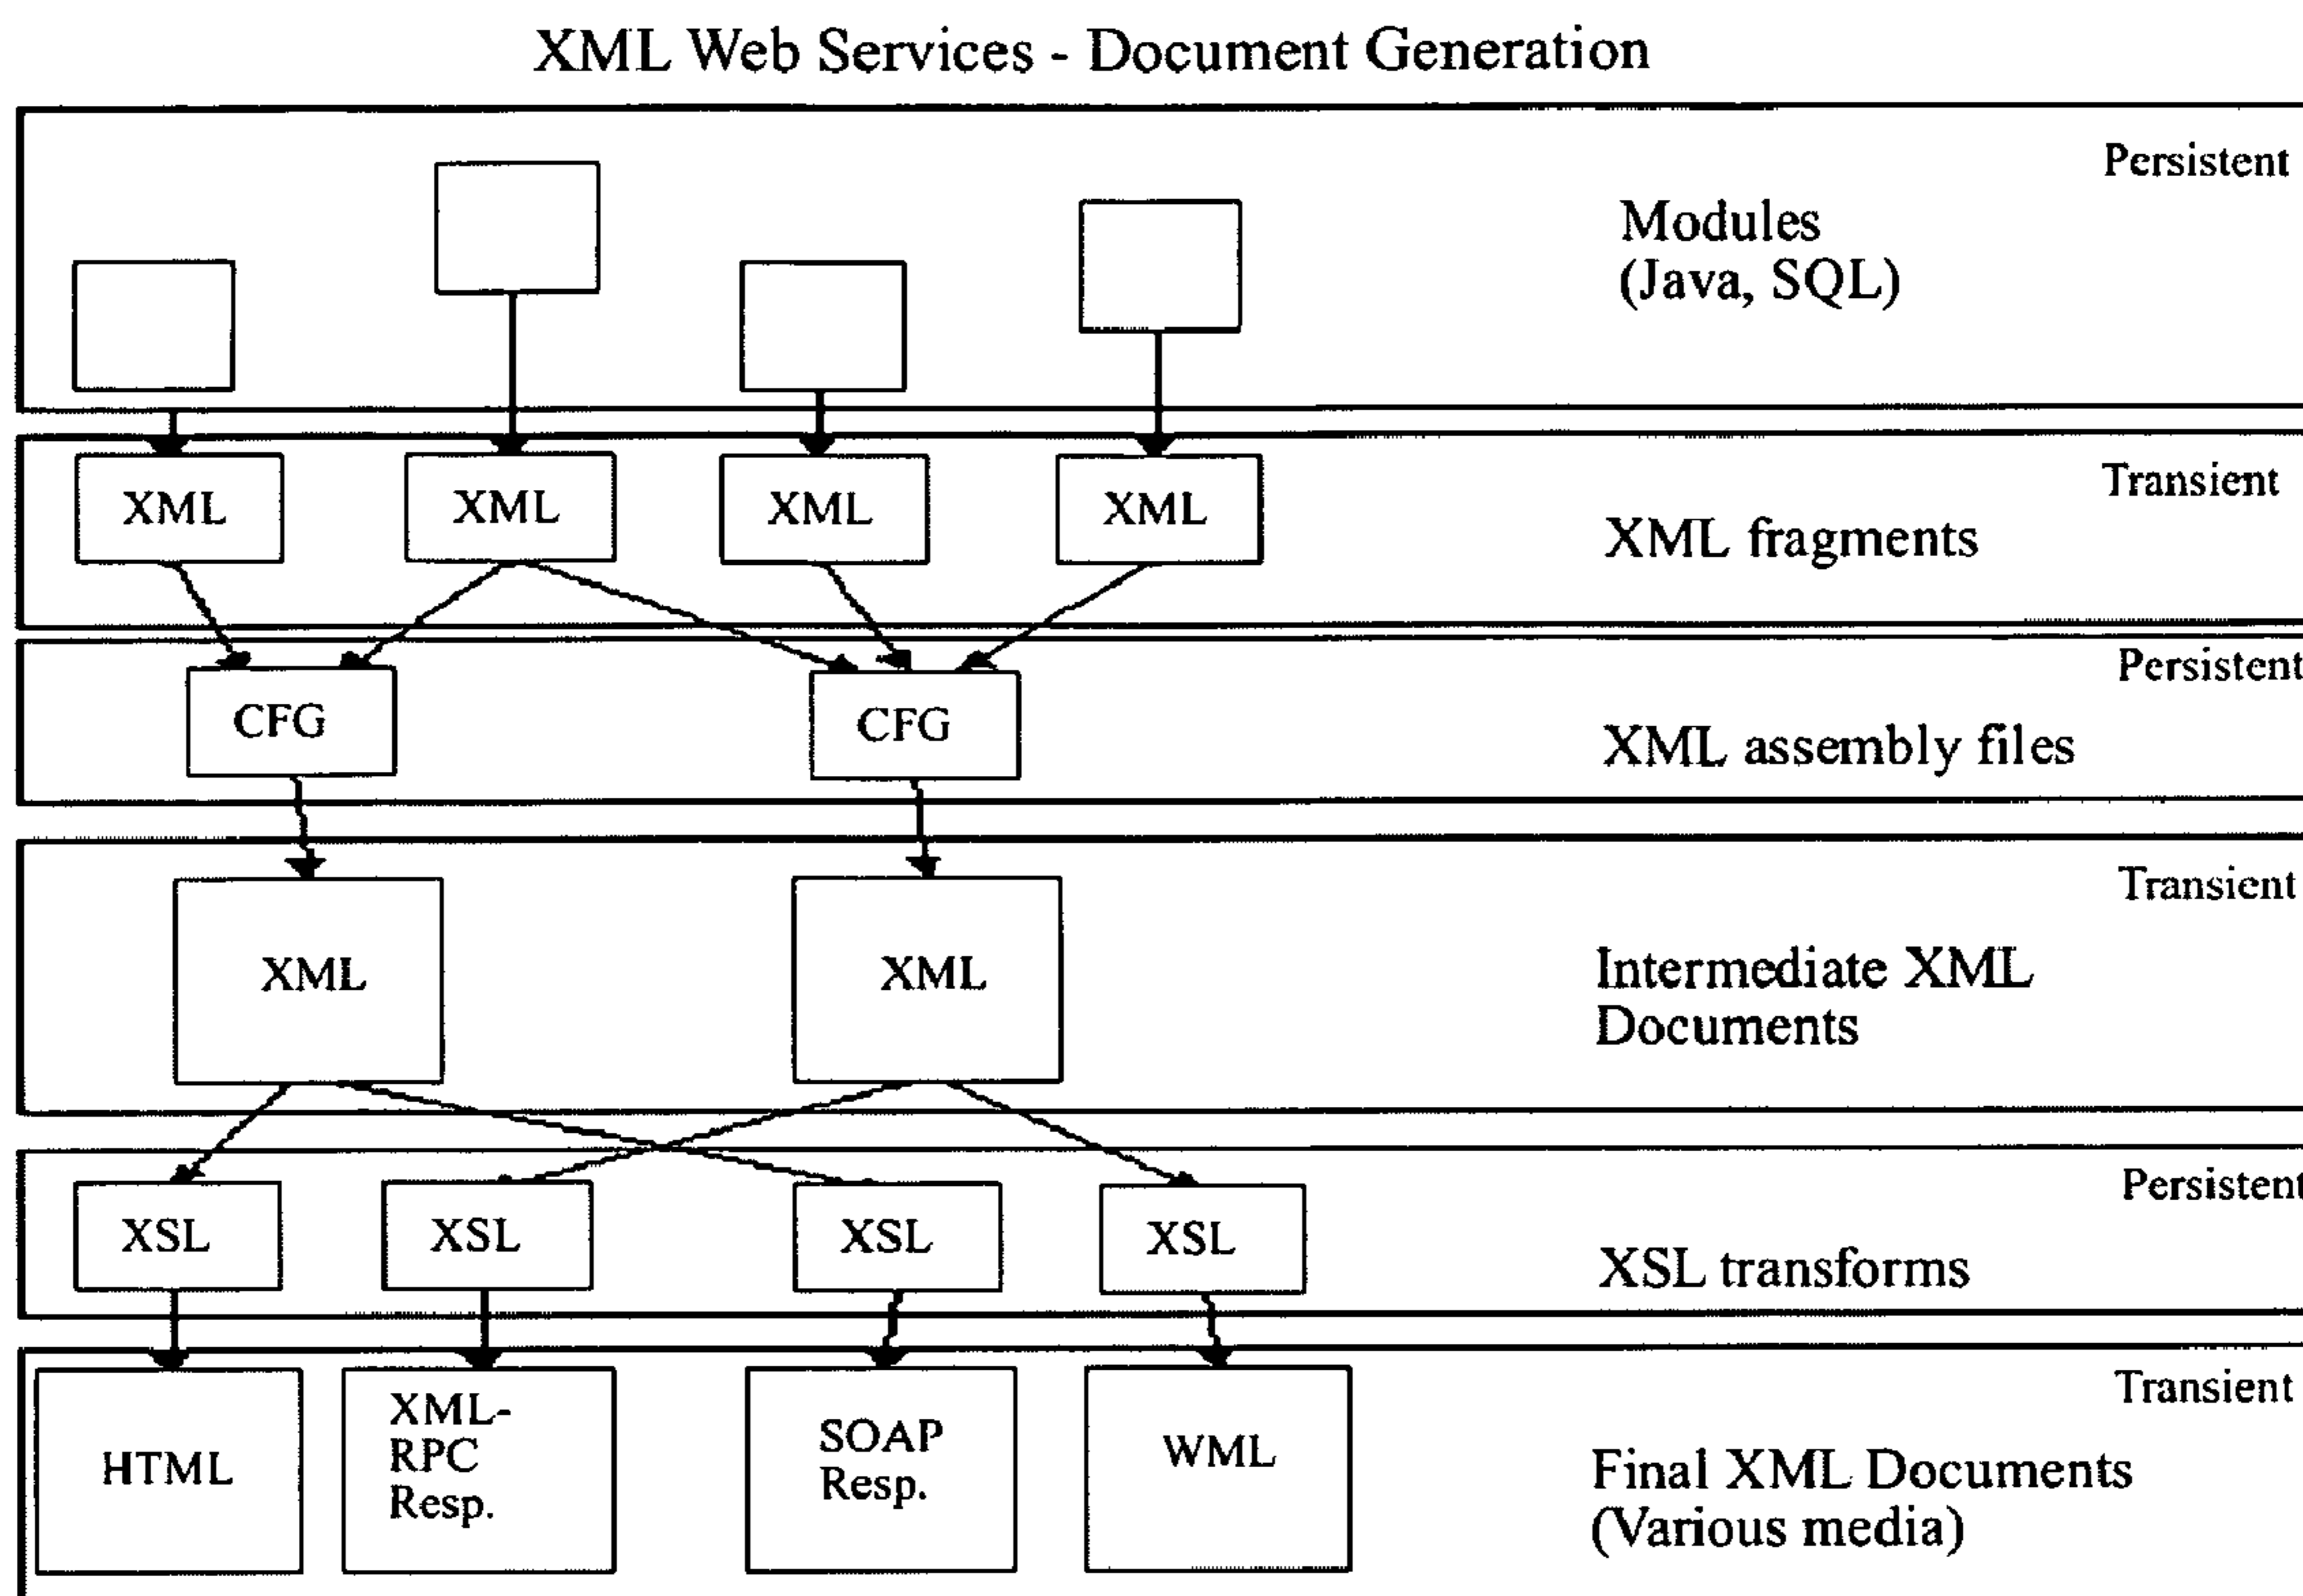 XML Web Services - Document Generation
Persistent
Modules
(Java, SQL)
XML XML XML XML
Transient
XML fragments
Persistent
CFG CFG
XML assembly files
Transient
XML XML
Intermediate XML
Documents
Persistent
XSL XSL XSL XSL
XSL transforms
Transient
HTML
XML-
RPC
Resp.
SOAP
Resp.
WML
Final XML Documents
(Various media)